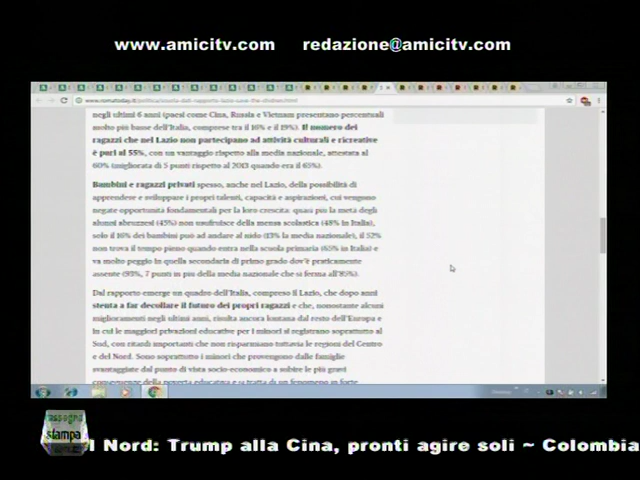 www.amicitv.com redazione@amicitv.com
negli ultimi 6 anni (paesi come Cina, Russia e Vietnam presentano percentuali
molto più basse dell'Italia, comprese tra il 16% e il 19%). Il numero dei
ragazzi che nel Lazio non partecipano ad attività culturali e ricreative
è pari al 55%, con un vantaggio rispetto alla media nazionale, attestata al
60% (migliorata di 5 punti rispetto al 2013 quando era il 65%).
Bambini e ragazzi privati spesso, anche nel Lazio, della possibilità di
apprendere e sviluppare i propri talenti, capacità e aspirazioni, cui vengono
negate opportunità fondamentali per la loro crescita: quasi più la metà degli
alunni abruzzesi (45%) non usufruisce della mensa scolastica (48% in Italia),
solo il 16% dei bambini può ad andare al nido (13% la media nazionale), il 52%
non trova il tempo pieno quando entra nella scuola primaria (65% in Italia) e
va molto peggio in quella secondaria di primo grado dov'è praticamente
assente (93%, 7 punti in più della media nazionale che si ferma all'85%).
Dal rapporto emerge un quadro dell'Italia, compreso il Lazio, che dopo anni
stenta a far decollare il futuro dei propri ragazzi e che, nonostante alcuni
miglioramenti negli ultimi anni, risulta ancora lontana dal resto dell'Europa e
in cui le maggiori privazioni educative per i minori si registrano soprattutto al
Sud, con ritardi importanti che non risparmiano tuttavia le regioni del Centro
e del Nord. Sono soprattutto i minori che provengono dalle famiglie
svantaggiate dal punto di vista socio-economico a subire le più gravi
conseguenze della povertà educativa e si tratta di un fenomeno in forte
rassegna
stampa
l Nord: Trump alla Cina, pronti agire soli ~ Colombia